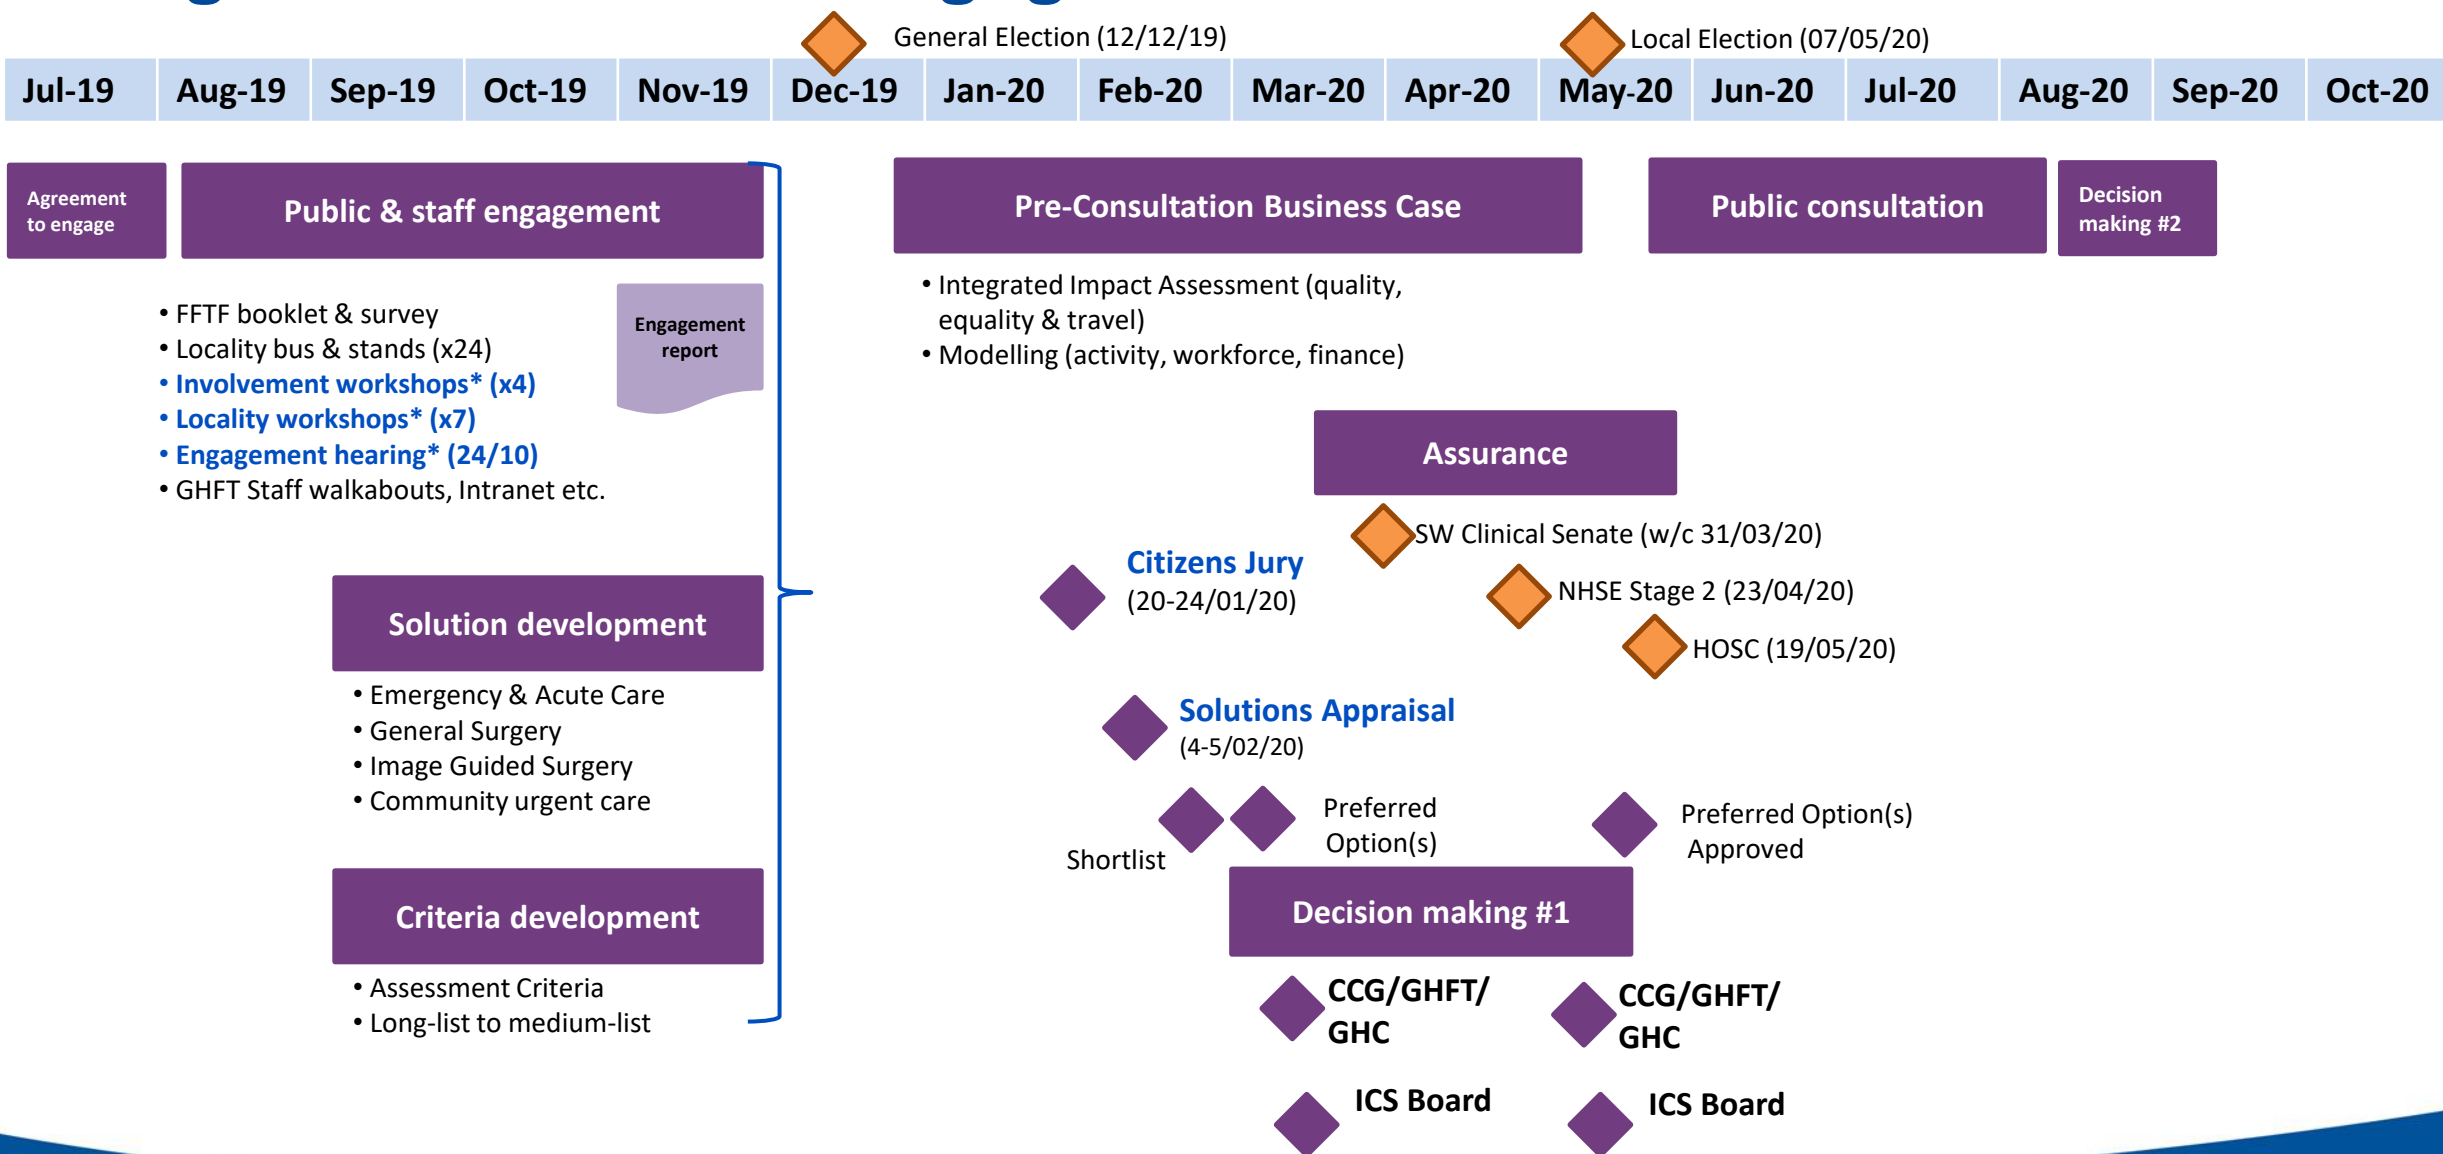 General Election (12/12/19)
Local Election (07/05/20)
Jul-19 Aug-19 Sep-19 Oct-19 Nov-19 Dec-19 Jan-20 Feb-20 Mar-20 Apr-20 May-20 Jun-20 Jul-20 Aug-20 Sep-20 Oct-20
Agreement
to engage
Public & staff engagement
Pre-Consultation Business Case
Public consultation
Decision
making #2
• FFTF booklet & survey
• Locality bus & stands (x24)
• Involvement workshops* (x4)
• Locality workshops* (x7)
• Engagement hearing* (24/10)
• GHFT Staff walkabouts, Intranet etc.
Engagement
report
• Integrated Impact Assessment (quality,
equality & travel)
• Modelling (activity, workforce, finance)
Assurance
SW Clinical Senate (w/c 31/03/20)
NHSE Stage 2 (23/04/20)
HOSC (19/05/20)
Citizens Jury
(20-24/01/20)
Solution development
• Emergency & Acute Care
• General Surgery
• Image Guided Surgery
• Community urgent care
Solutions Appraisal
(4-5/02/20)
Shortlist
Preferred
Option(s)
Preferred Option(s)
Approved
Criteria development
• Assessment Criteria
• Long-list to medium-list
Decision making #1
CCG/GHFT/
GHC
CCG/GHFT/
GHC
ICS Board
ICS Board